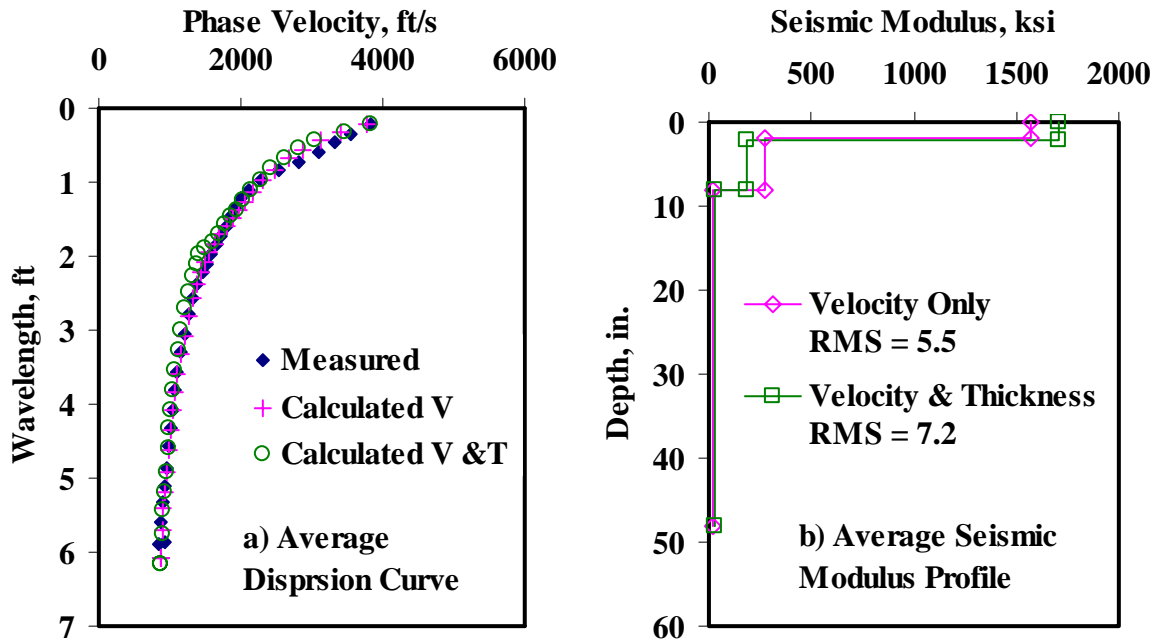 Phase Velocity, ft/s
0 2000 4000 6000
0
1
2
3
4
5
6
7
Wavelength, ft
Measured
Calculated V
Calculated V &T
a) Average
Disprsion Curve
Seismic Modulus, ksi
0 500 1000 1500 2000
0
10
20
30
40
50
60
Depth, in.
Velocity Only
RMS = 5.5
Velocity & Thickness
RMS = 7.2
b) Average Seismic
Modulus Profile